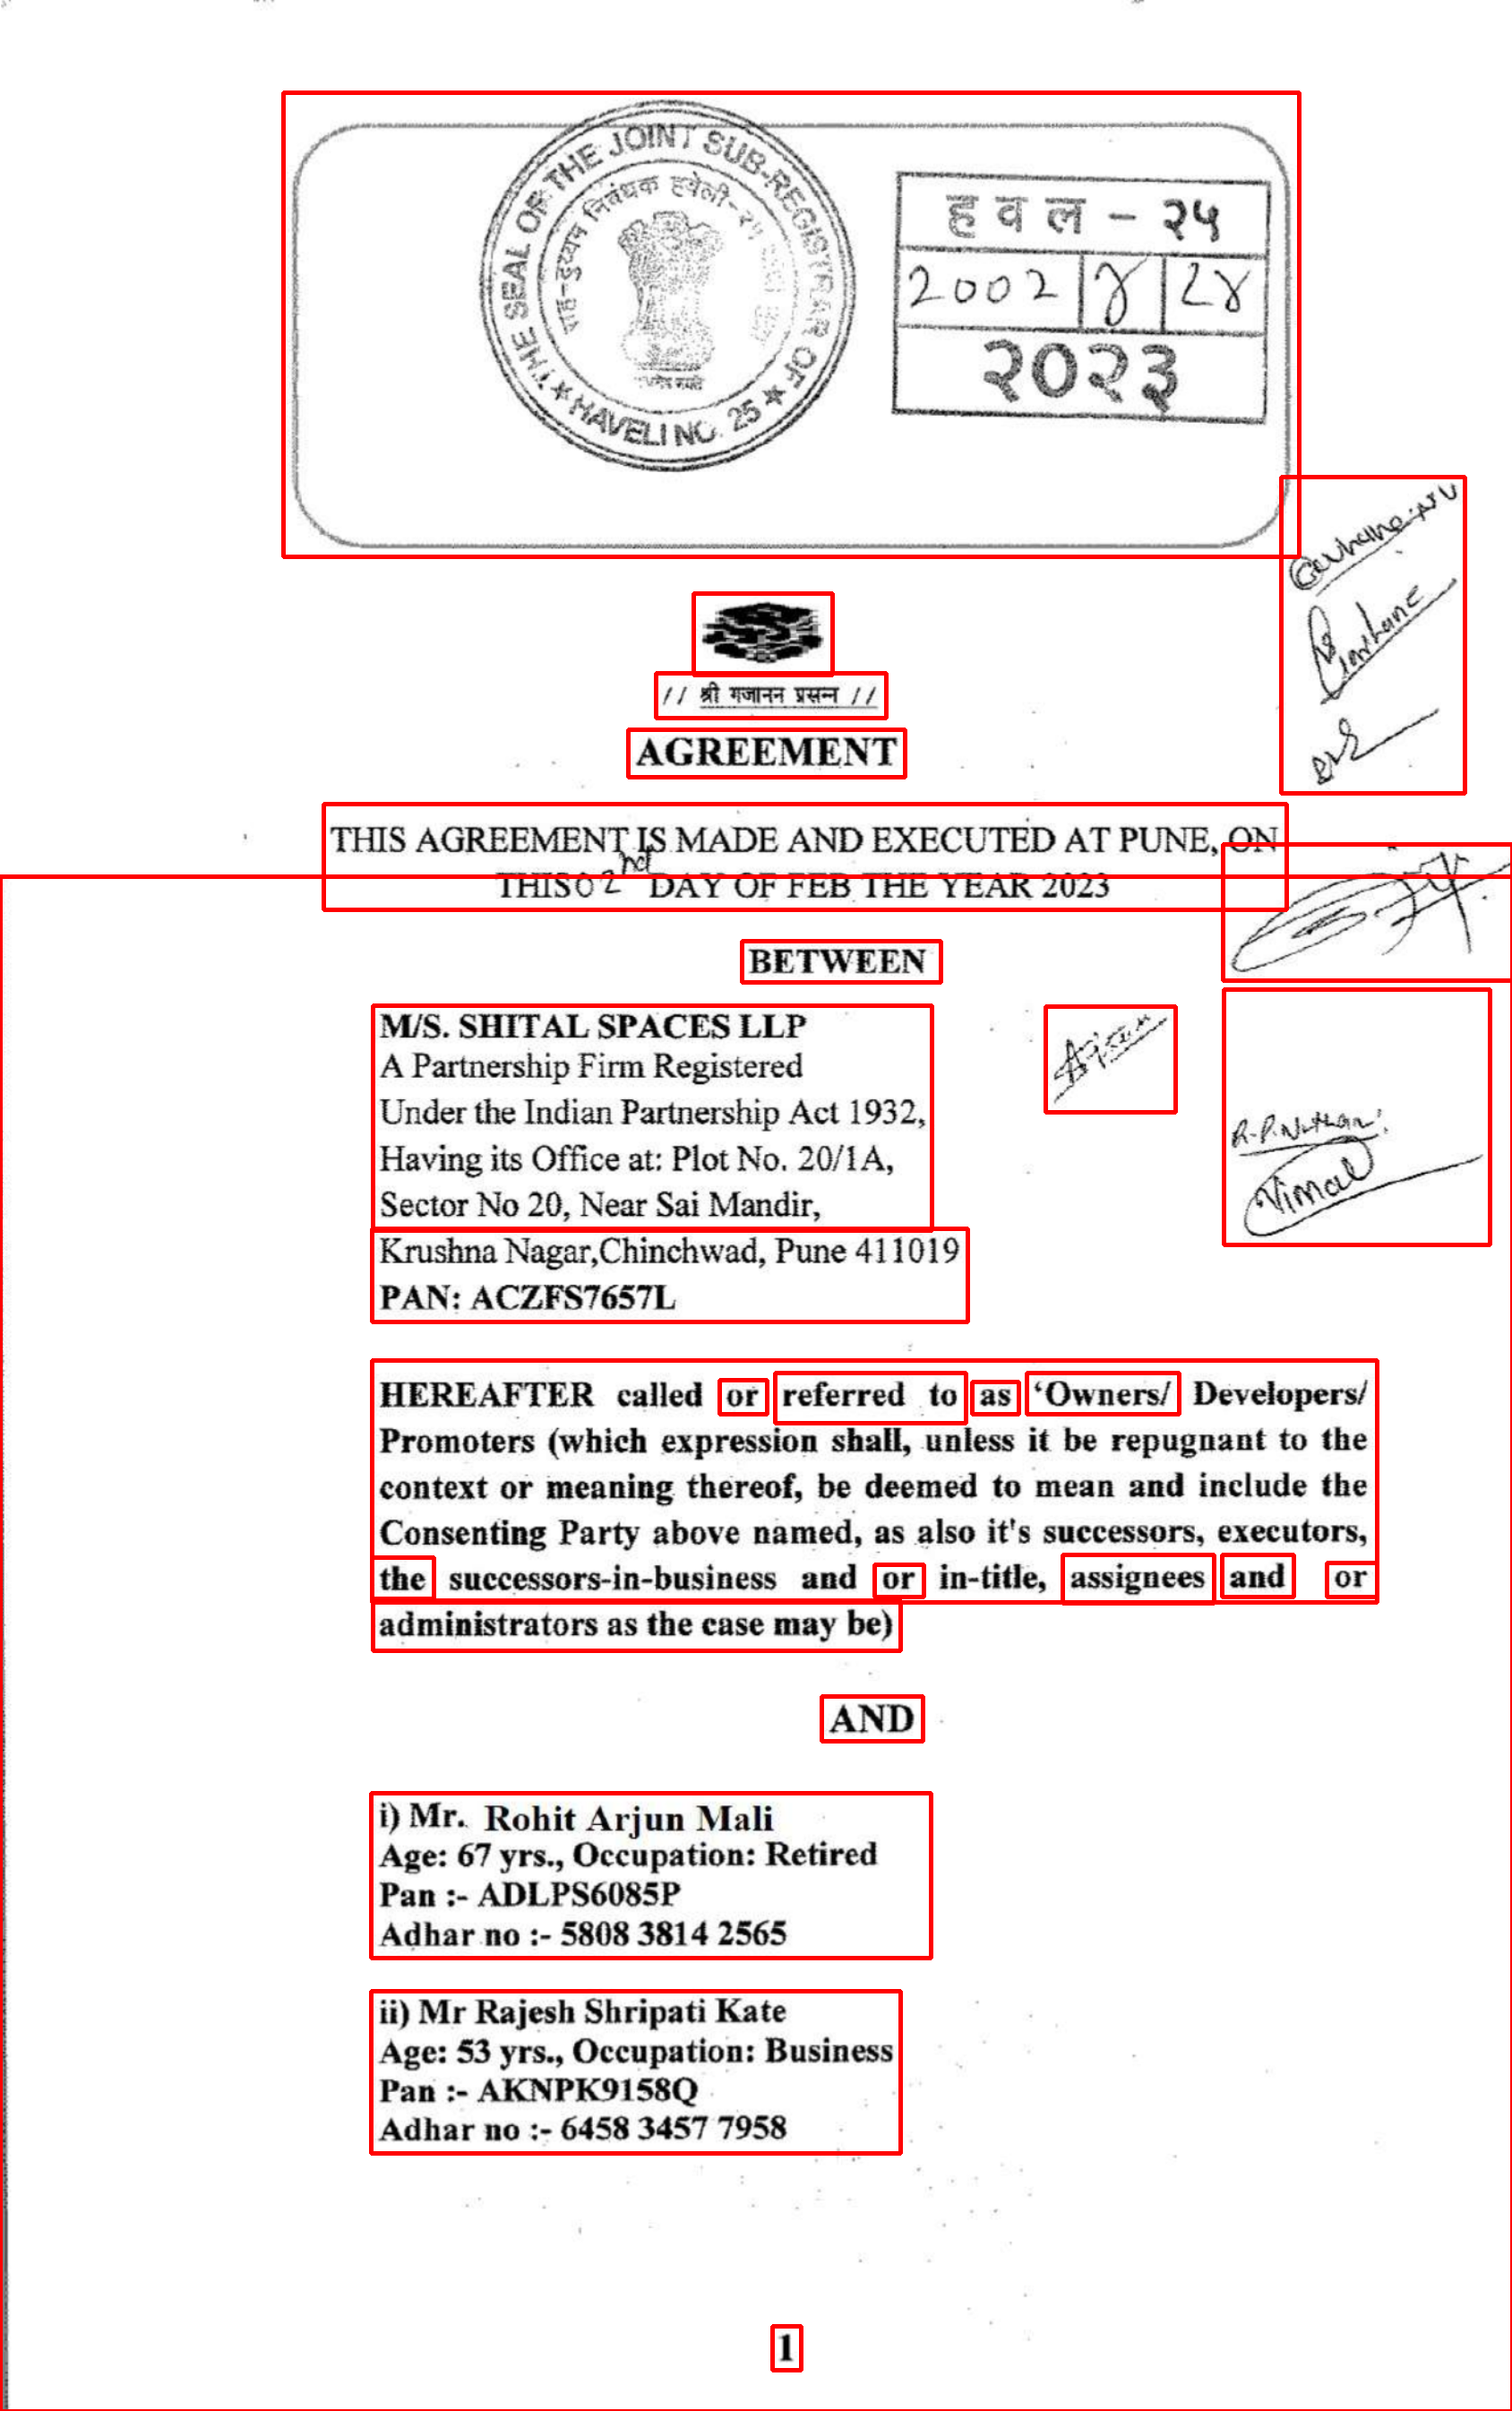 THE SEAL OF THE JOINT SUB-REGISTRAR OF
HAVELI NO. 25
सह-दुय्यम निबंधक हवेली-२५
ह व ल - २५
2002 | ४ | ८४
२०२३
// श्री गजानन प्रसन्न //
AGREEMENT
THIS AGREEMENT IS MADE AND EXECUTED AT PUNE, ON
THIS 02nd DAY OF FEB THE YEAR 2023
BETWEEN
M/S. SHITAL SPACES LLP
A Partnership Firm Registered
Under the Indian Partnership Act 1932,
Having its Office at: Plot No. 20/1A,
Sector No 20, Near Sai Mandir,
Krushna Nagar,Chinchwad, Pune 411019
PAN: ACZFS7657L
Vimal
HEREAFTER called or referred to as ‘Owners/ Developers/
Promoters (which expression shall, unless it be repugnant to the
context or meaning thereof, be deemed to mean and include the
Consenting Party above named, as also it's successors, executors,
the successors-in-business and or in-title, assignees and or
administrators as the case may be)
AND
i) Mr. Rohit Arjun Mali
Age: 67 yrs., Occupation: Retired
Pan :- ADLPS6085P
Adhar no :- 5808 3814 2565
ii) Mr Rajesh Shripati Kate
Age: 53 yrs., Occupation: Business
Pan :- AKNPK9158Q
Adhar no :- 6458 3457 7958
1